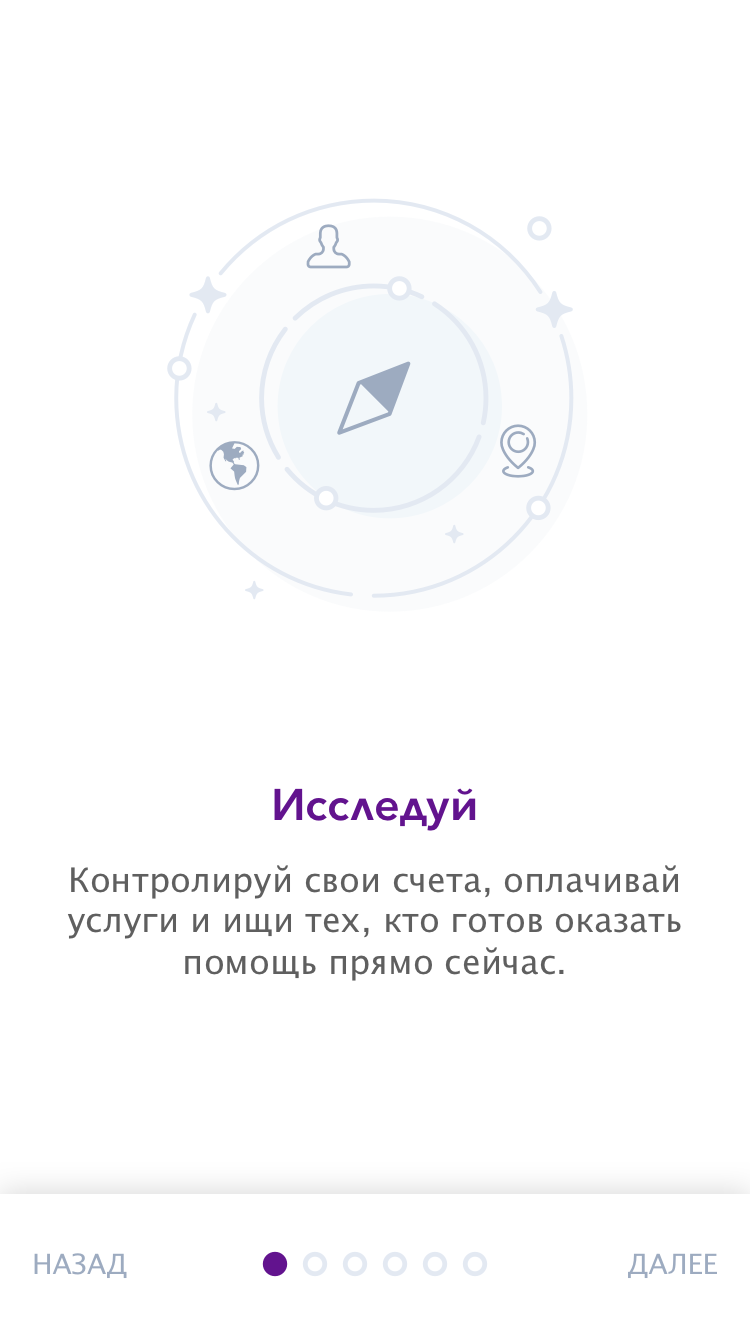 Исследуй
Контролируй свои счета, оплачивай
услуги и ищи тех, кто готов оказать
помощь прямо сейчас.
НАЗАД
ДАЛЕЕ